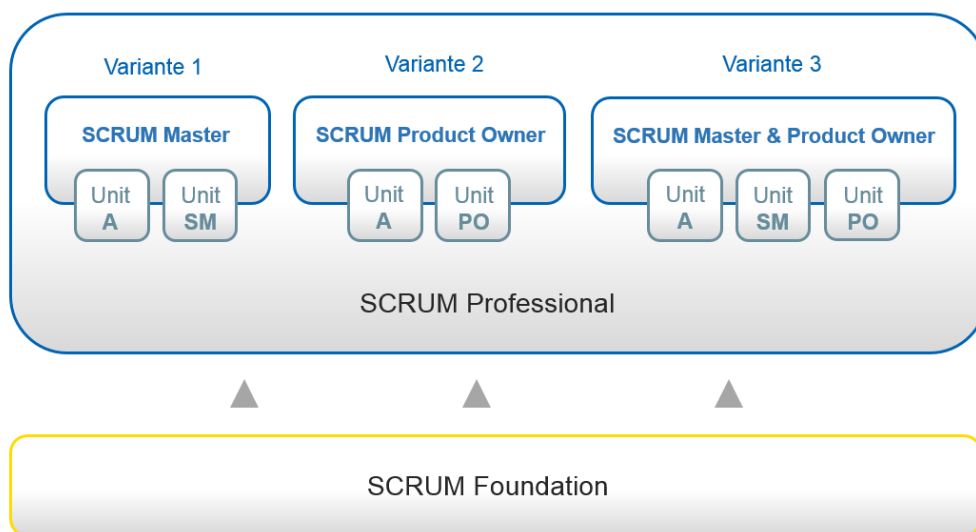 Variante 1
Variante 2
Variante 3
SCRUM Master
SCRUM Product Owner
SCRUM Master & Product Owner
Unit
A
Unit
SM
Unit
A
Unit
PO
Unit
A
Unit
SM
Unit
PO
SCRUM Professional
SCRUM Foundation